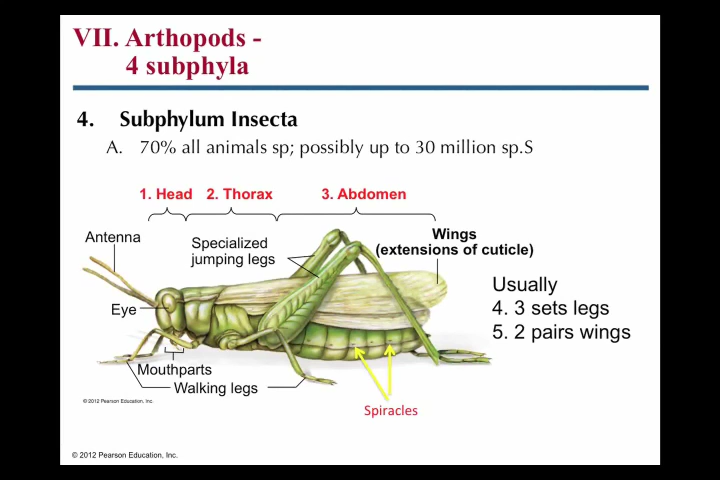 VII. Arthopods -
4 subphyla
4. Subphylum Insecta
A. 70% all animals sp; possibly up to 30 million sp.S
1. Head 2. Thorax 3. Abdomen
Wings
(extensions of cuticle)
Antenna
Specialized
jumping legs
Usually
4. 3 sets legs
5. 2 pairs wings
Eye
Mouthparts
Walking legs
Spiracles
© 2012 Pearson Education, Inc.
© 2012 Pearson Education, Inc.